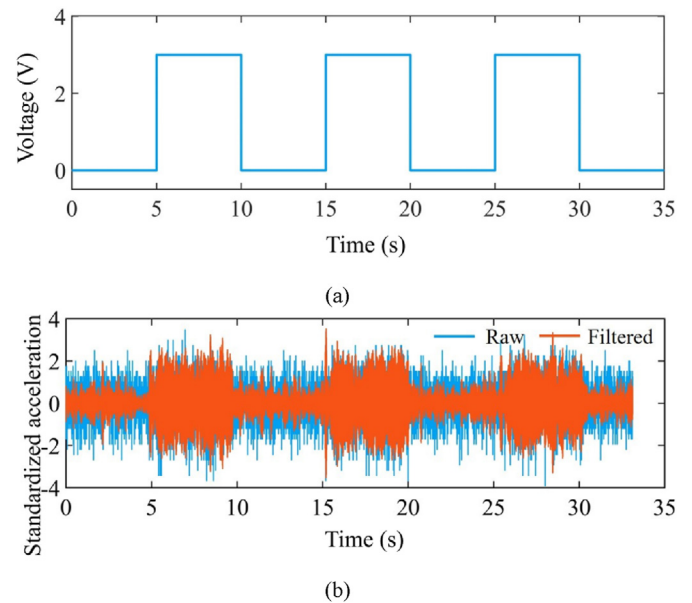 4
Voltage (V)
2
0
0 5 10 15 20 25 30 35
Time (s)
(a)
4
Raw Filtered
Standardized acceleration
2
0
-2
-4
0 5 10 15 20 25 30 35
Time (s)
(b)